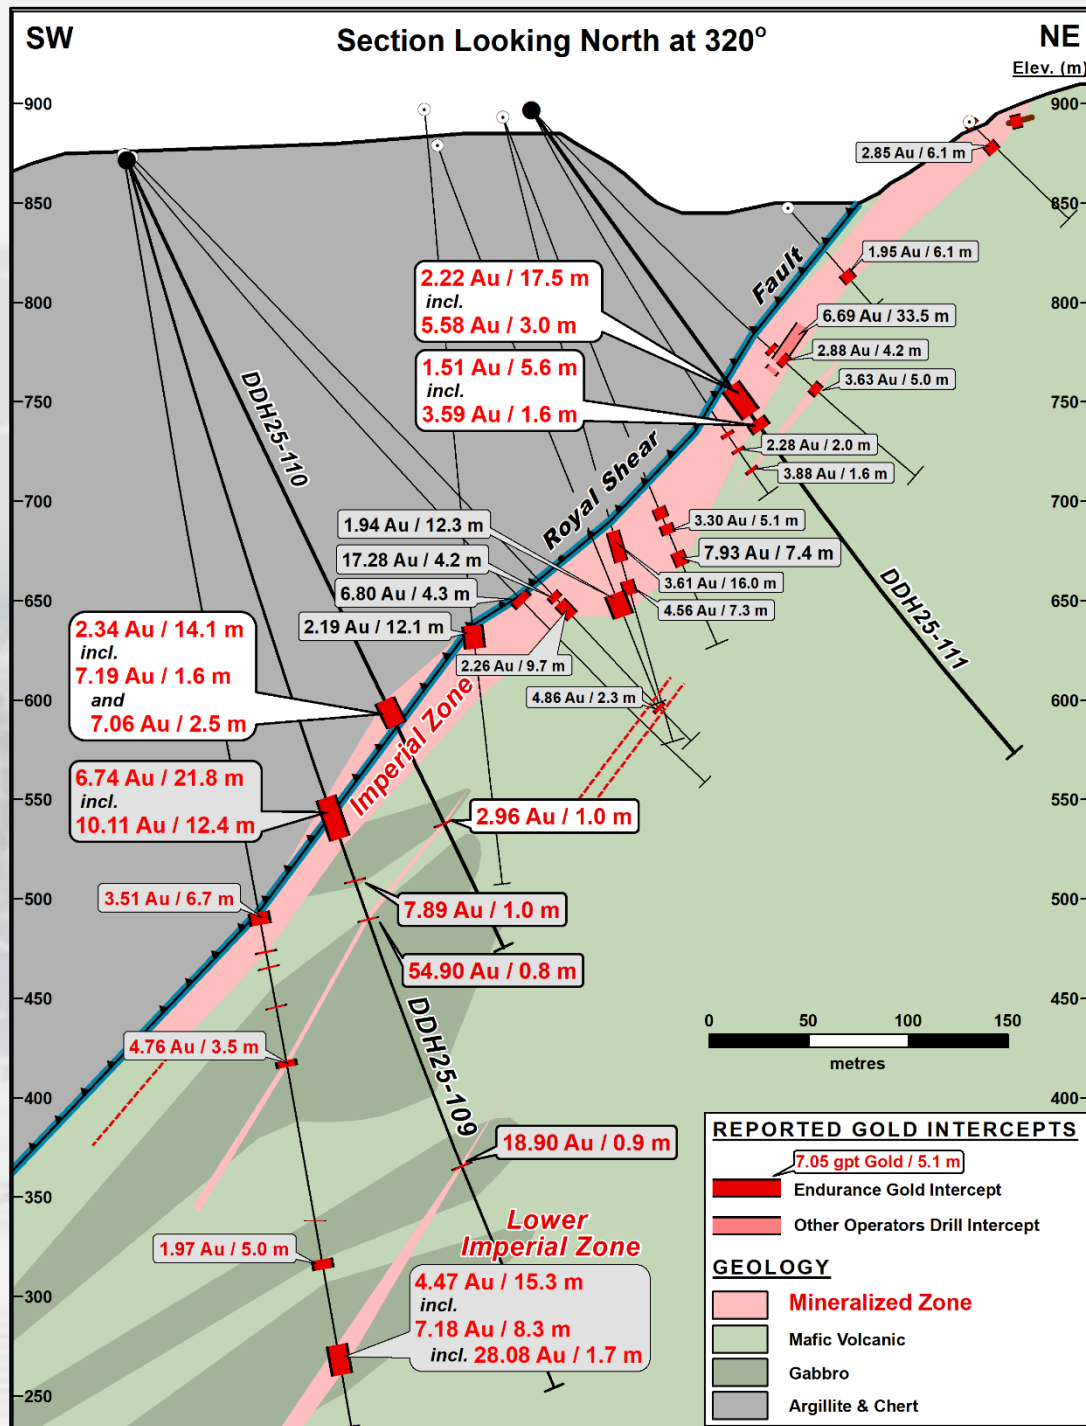 SW
Section Looking North at 320°
NE
Elev. (m)
900
900
850
850
800
800
750
750
700
700
650
650
600
600
550
550
500
500
450
450
400
400
350
300
250
2.85 Au / 6.1 m
1.95 Au / 6.1 m
6.69 Au / 33.5 m
2.88 Au / 4.2 m
3.63 Au / 5.0 m
2.22 Au / 17.5 m
incl.
5.58 Au / 3.0 m
1.51 Au / 5.6 m
incl.
3.59 Au / 1.6 m
2.28 Au / 2.0 m
3.88 Au / 1.6 m
Royal Shear Fault
DDH25-110
DDH25-111
DDH25-109
1.94 Au / 12.3 m
17.28 Au / 4.2 m
6.80 Au / 4.3 m
2.19 Au / 12.1 m
3.30 Au / 5.1 m
7.93 Au / 7.4 m
3.61 Au / 16.0 m
4.56 Au / 7.3 m
2.26 Au / 9.7 m
4.86 Au / 2.3 m
2.34 Au / 14.1 m
incl.
7.19 Au / 1.6 m
and
7.06 Au / 2.5 m
Imperial Zone
6.74 Au / 21.8 m
incl.
10.11 Au / 12.4 m
2.96 Au / 1.0 m
3.51 Au / 6.7 m
7.89 Au / 1.0 m
54.90 Au / 0.8 m
4.76 Au / 3.5 m
18.90 Au / 0.9 m
1.97 Au / 5.0 m
Lower
Imperial Zone
4.47 Au / 15.3 m
incl.
7.18 Au / 8.3 m
incl. 28.08 Au / 1.7 m
0 50 100 150
metres
REPORTED GOLD INTERCEPTS
7.05 gpt Gold / 5.1 m
Endurance Gold Intercept
Other Operators Drill Intercept
GEOLOGY
Mineralized Zone
Mafic Volcanic
Gabbro
Argillite & Chert